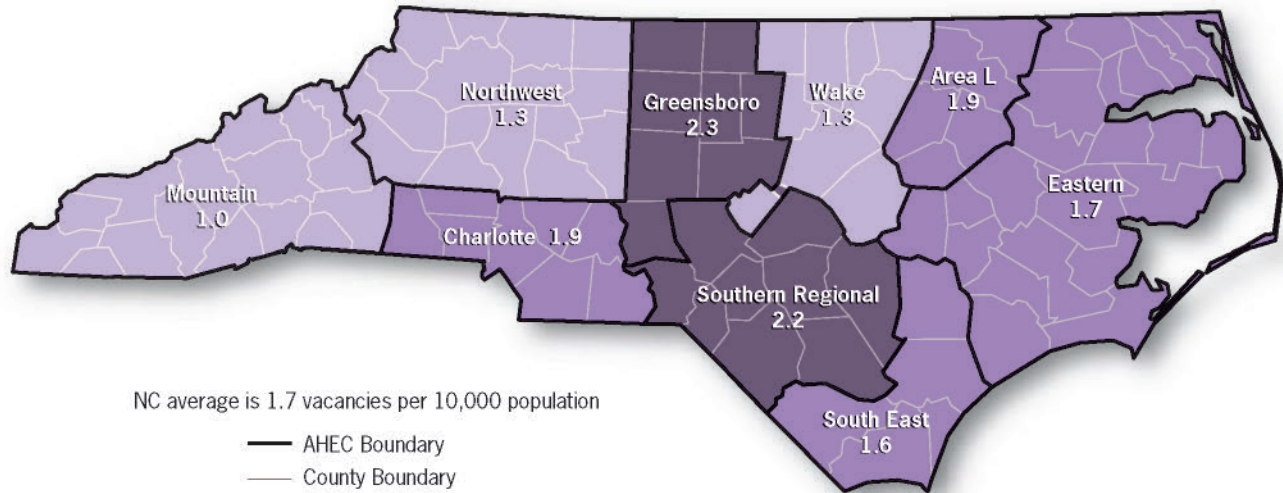 Northwest
1.3
Greensboro
2.3
Wake
1.3
Area L
1.9
Mountain
1.0
Charlotte 1.9
Eastern
1.7
Southern Regional
2.2
South East
1.6
NC average is 1.7 vacancies per 10,000 population
AHEC Boundary
County Boundary